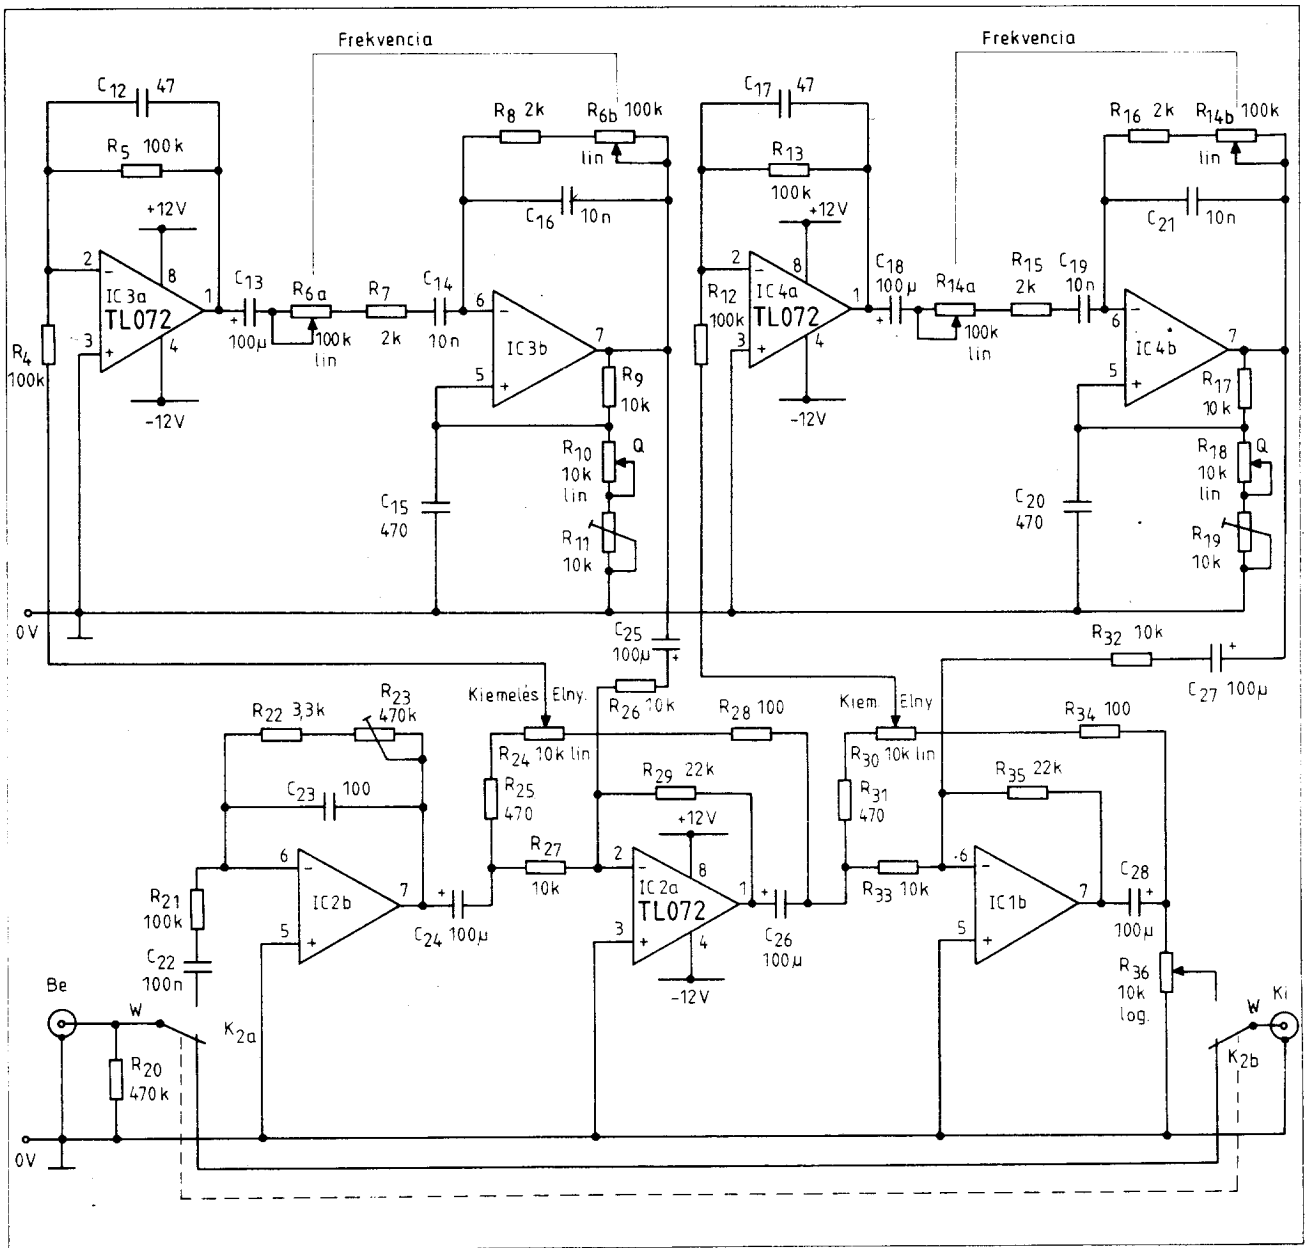 Frekvencia
Frekvencia
C12 47
R5 100k
+12V
2
−
8
IC3a
TL072
1
3
+
4
−12V
R4
100k
C13
+
100µ
R6a
100k
lin
R7
2k
C14
10n
R8 2k
R6b 100k
lin
C16 10n
6
−
IC3b
7
5
+
R9
10k
R10
10k
lin
Q
R11
10k
C15
470
C17 47
R13
100k
+12V
2
−
8
IC4a
TL072
1
3
+
4
−12V
R12
100k
C18
100µ
+
R14a
100k
lin
R15
2k
C19
10n
R16 2k
R14b 100k
lin
C21 10n
6
−
IC4b
7
5
+
R17
10k
R18
10k
lin
Q
R19
10k
C20
470
0V
C25
100µ
+
R26 10k
R32 10k
+
C27 100µ
Kiemelés Elny.
R24 10k lin
R28 100
Kiem. Elny
R30 10k lin
R34 100
R22 3,3k
R23
470k
C23 100
R25
470
R29 22k
+12V
R31
470
R35 22k
R21
100k
C22
100n
6
−
IC2b
7
5
+
+
C24 100µ
R27
10k
2
−
8
IC2a
TL072
1
3
+
4
−12V
+
C26
100µ
R33 10k
6
−
IC1b
7
5
+
C28
+
100µ
R36
10k
log.
Be
W
K2a
R20
470k
W
Ki
K2b
0V